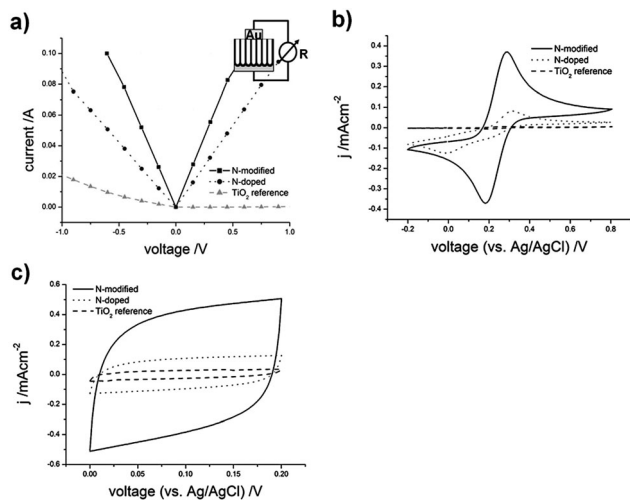 a)
Au
R
current /A
0.10
0.08
0.06
0.04
0.02
0.00
N-modified
N-doped
TiO2 reference
-1.0 -0.5 0.0 0.5 1.0
voltage /V
b)
N-modified
N-doped
TiO2 reference
j /mAcm-2
0.4
0.3
0.2
0.1
0.0
-0.1
-0.2
-0.3
-0.4
-0.2 0.0 0.2 0.4 0.6 0.8
voltage (vs. Ag/AgCl) /V
c)
N-modified
N-doped
TiO2 reference
j /mAcm-2
0.6
0.4
0.2
0.0
-0.2
-0.4
-0.6
0.00 0.05 0.10 0.15 0.20
voltage (vs. Ag/AgCl) /V